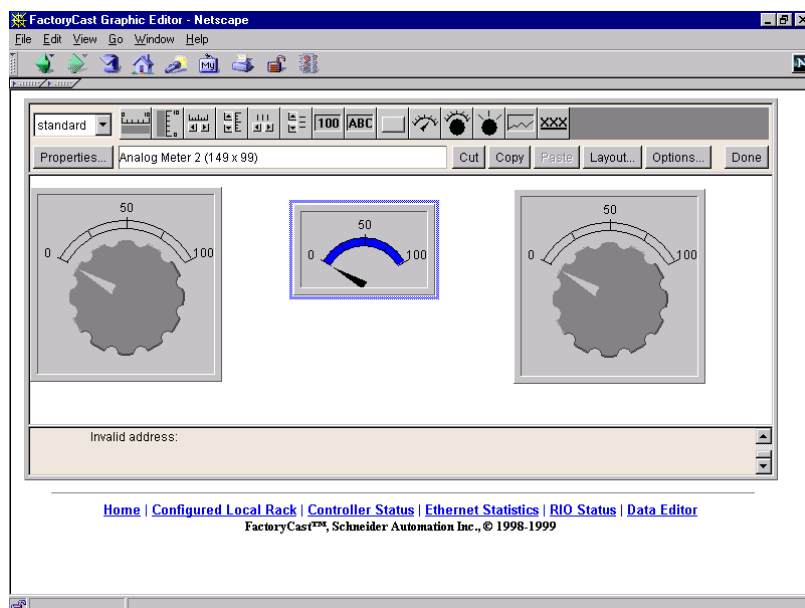 FactoryCast Graphic Editor - Netscape
File Edit View Go Window Help
My
N
standard 100 ABC XXX
Properties... Analog Meter 2 (149 x 99) Cut Copy Paste Layout... Options... Done
50
0 100
50
0 100
50
0 100
Invalid address:
Home | Configured Local Rack | Controller Status | Ethernet Statistics | RIO Status | Data Editor
FactoryCast™, Schneider Automation Inc., © 1998-1999